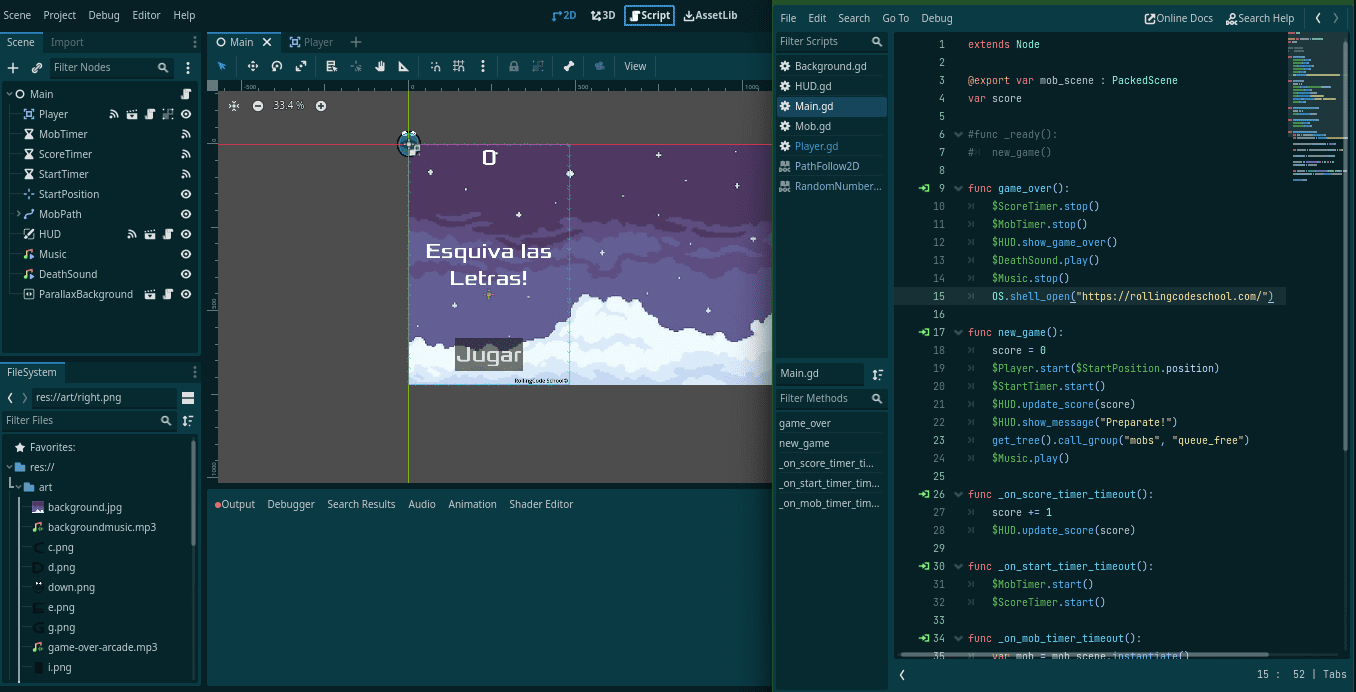 Scene Project Debug Editor Help
2D 3D Script AssetLib
Scene Import
Filter Nodes
Main
Player
MobTimer
ScoreTimer
StartTimer
StartPosition
MobPath
HUD
Music
DeathSound
ParallaxBackground
FileSystem
res://art/right.png
Filter Files
Favorites:
res://
art
background.jpg
backgroundmusic.mp3
c.png
d.png
down.png
e.png
g.png
game-over-arcade.mp3
i.png
Main Player
View
-500 0 500 1000
33.4 %
0
500
1000
0
Esquiva las
Letras!
Jugar
RollingCode School©
Output Debugger Search Results Audio Animation Shader Editor
File Edit Search Go To Debug
Online Docs Search Help
Filter Scripts
Background.gd
HUD.gd
Main.gd
Mob.gd
Player.gd
PathFollow2D
RandomNumber...
Main.gd
Filter Methods
game_over
new_game
_on_score_timer_ti...
_on_start_timer_tim...
_on_mob_timer_tim...
1 extends Node
2
3 @export var mob_scene : PackedScene
4 var score
5
6 #func _ready():
7 # new_game()
8
9 func game_over():
10 $ScoreTimer.stop()
11 $MobTimer.stop()
12 $HUD.show_game_over()
13 $DeathSound.play()
14 $Music.stop()
15 OS.shell_open("https://rollingcodeschool.com/")
16
17 func new_game():
18 score = 0
19 $Player.start($StartPosition.position)
20 $StartTimer.start()
21 $HUD.update_score(score)
22 $HUD.show_message("Preparate!")
23 get_tree().call_group("mobs", "queue_free")
24 $Music.play()
25
26 func _on_score_timer_timeout():
27 score += 1
28 $HUD.update_score(score)
29
30 func _on_start_timer_timeout():
31 $MobTimer.start()
32 $ScoreTimer.start()
33
34 func _on_mob_timer_timeout():
35 var mob = mob_scene.instantiate()
15 : 52 | Tabs